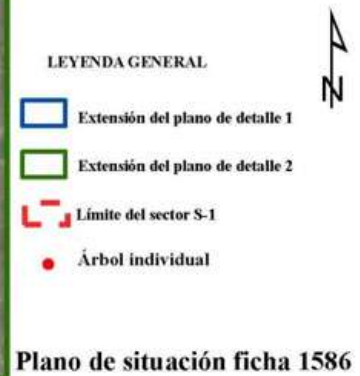 N
LEYENDA GENERAL
Extensión del plano de detalle 1
Extensión del plano de detalle 2
Límite del sector S-1
Árbol individual
Plano de situación ficha 1586